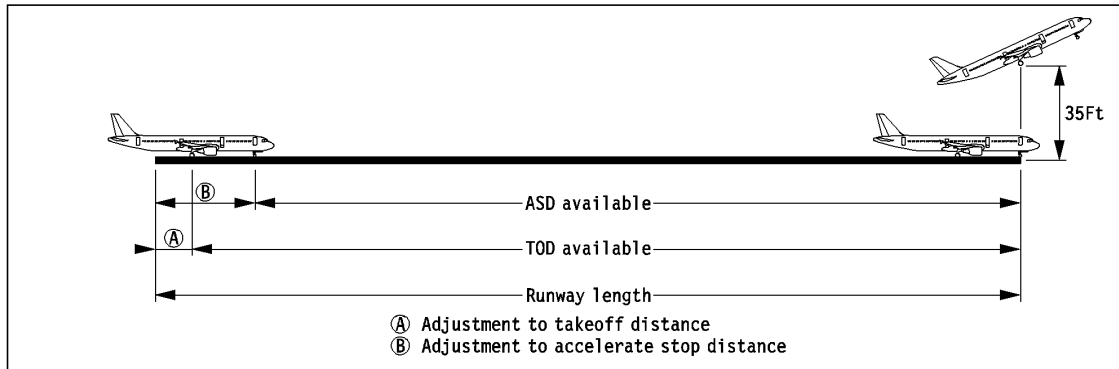 35Ft
Ⓑ
ASD available
Ⓐ
TOD available
Runway length
Ⓐ Adjustment to takeoff distance
Ⓑ Adjustment to accelerate stop distance